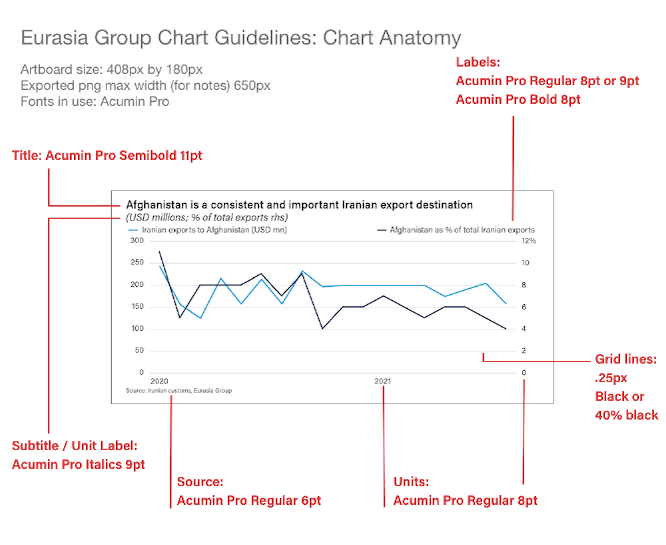 Eurasia Group Chart Guidelines: Chart Anatomy
Artboard size: 408px by 180px
Exported png max width (for notes) 650px
Fonts in use: Acumin Pro
Labels:
Acumin Pro Regular 8pt or 9pt
Acumin Pro Bold 8pt
Title: Acumin Pro Semibold 11pt
Afghanistan is a consistent and important Iranian export destination
(USD millions; % of total exports rhs)
Iranian exports to Afghanistan (USD mn)
Afghanistan as % of total Iranian exports
300 12%
250 10
200 8
150 6
100 4
50 2
0 0
2020 2021
Source: Iranian customs, Eurasia Group
Grid lines:
.25px
Black or
40% black
Subtitle / Unit Label:
Acumin Pro Italics 9pt
Source:
Acumin Pro Regular 6pt
Units:
Acumin Pro Regular 8pt